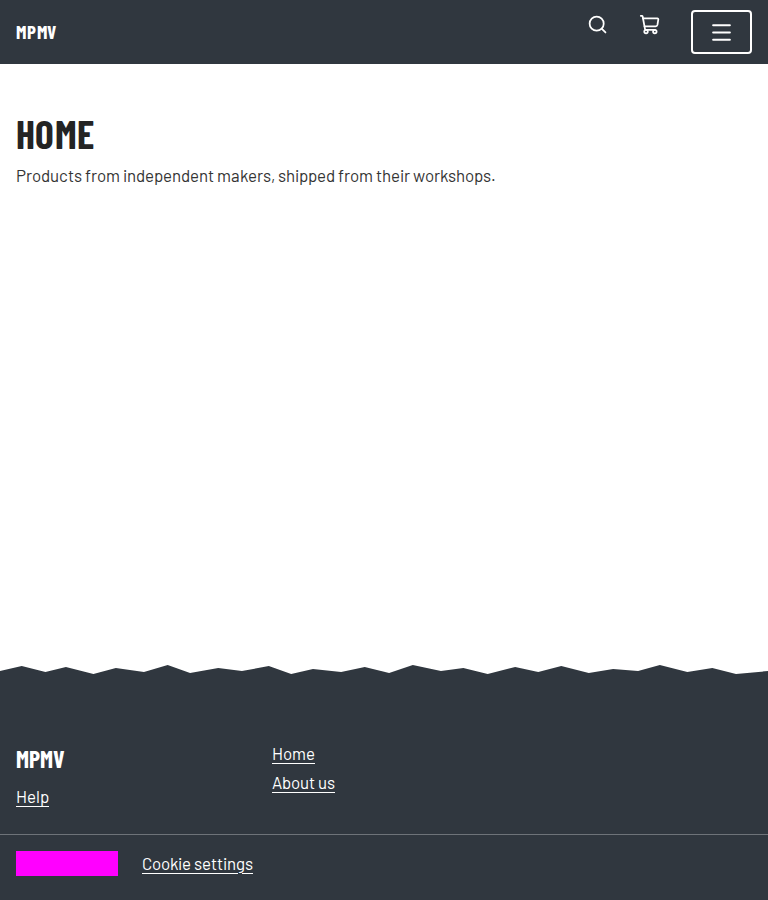 MPMV
HOME
Products from independent makers, shipped from their workshops.
MPMV
Help
Home
About us
Cookie settings